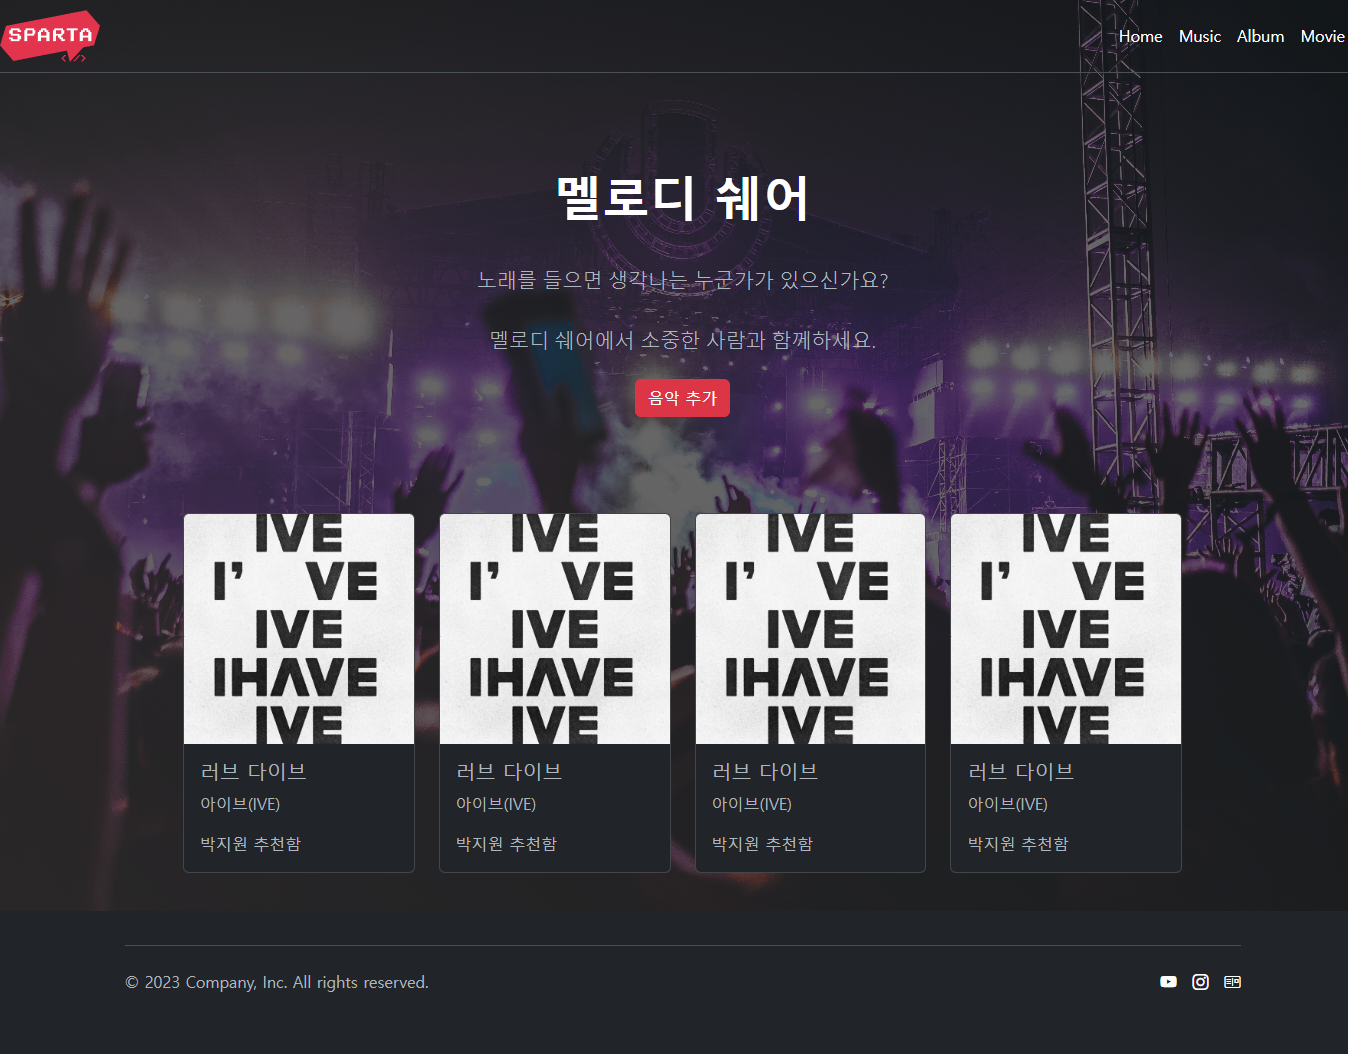 SPARTA
</>
Home Music Album Movie
멜로디 쉐어
노래를 들으면 생각나는 누군가가 있으신가요?
멜로디 쉐어에서 소중한 사람과 함께하세요.
음악 추가
IVE
I' VE
IVE
IHAVE
IVE
러브 다이브
아이브(IVE)
박지원 추천함
IVE
I' VE
IVE
IHAVE
IVE
러브 다이브
아이브(IVE)
박지원 추천함
IVE
I' VE
IVE
IHAVE
IVE
러브 다이브
아이브(IVE)
박지원 추천함
IVE
I' VE
IVE
IHAVE
IVE
러브 다이브
아이브(IVE)
박지원 추천함
© 2023 Company, Inc. All rights reserved.